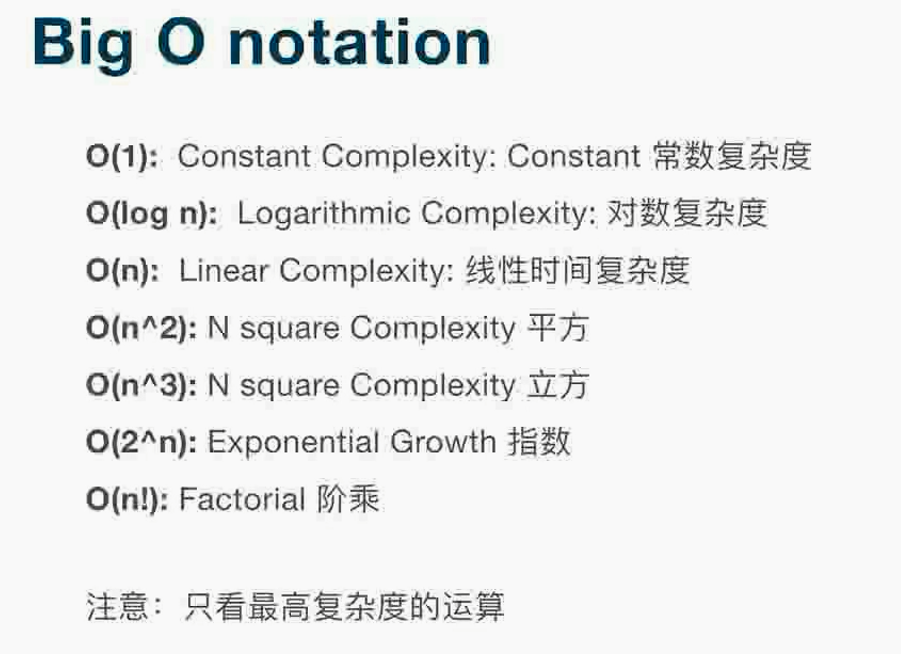 Big O notation
O(1): Constant Complexity: Constant 常数复杂度
O(log n): Logarithmic Complexity: 对数复杂度
O(n): Linear Complexity: 线性时间复杂度
O(n^2): N square Complexity 平方
O(n^3): N square Complexity 立方
O(2^n): Exponential Growth 指数
O(n!): Factorial 阶乘
注意：只看最高复杂度的运算